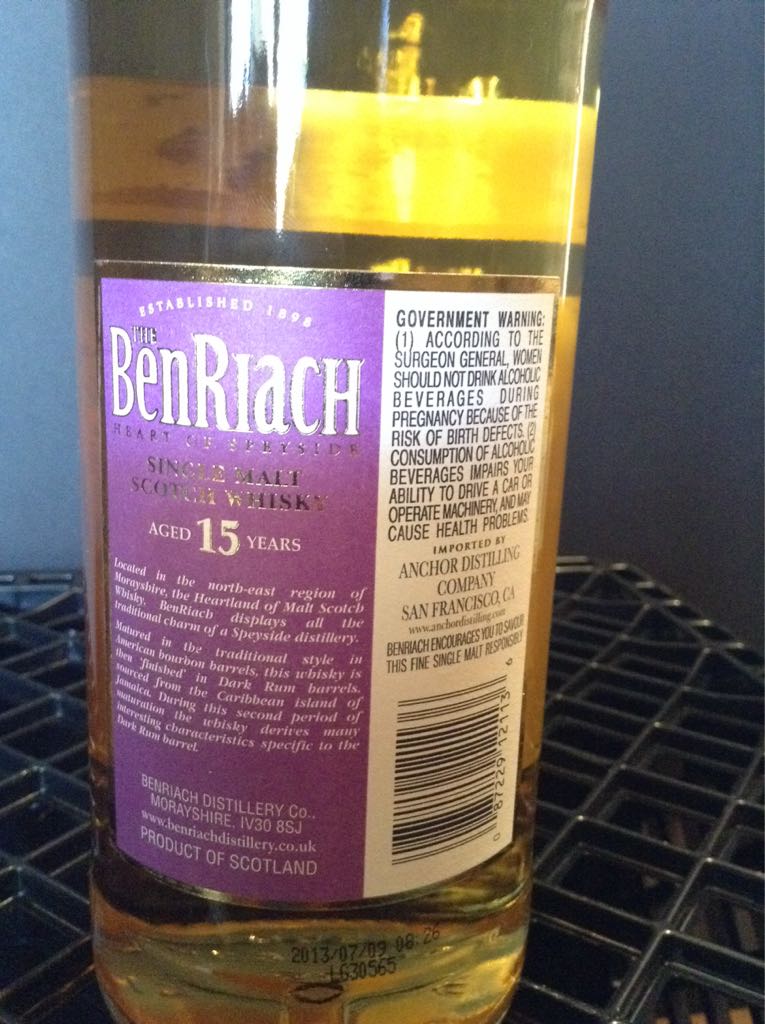 ESTABLISHED 1898
THE
BENRIACH
HEART OF SPEYSIDE
SINGLE MALT
SCOTCH WHISKY
AGED 15 YEARS
Located in the north-east region of
Morayshire, the Heartland of Malt Scotch
Whisky, BenRiach displays all the
traditional charm of a Speyside distillery.
Matured in the traditional style in
American bourbon barrels, this whisky is
then 'finished' in Dark Rum barrels,
sourced from the Caribbean island of
Jamaica. During this second period of
maturation the whisky derives many
interesting characteristics specific to the
Dark Rum barrel.
BENRIACH DISTILLERY Co.,
MORAYSHIRE, IV30 8SJ
www.benriachdistillery.co.uk
PRODUCT OF SCOTLAND
GOVERNMENT WARNING:
(1) ACCORDING TO THE
SURGEON GENERAL, WOMEN
SHOULD NOT DRINK ALCOHOLIC
BEVERAGES DURING
PREGNANCY BECAUSE OF THE
RISK OF BIRTH DEFECTS. (2)
CONSUMPTION OF ALCOHOLIC
BEVERAGES IMPAIRS YOUR
ABILITY TO DRIVE A CAR OR
OPERATE MACHINERY, AND MAY
CAUSE HEALTH PROBLEMS.
IMPORTED BY
ANCHOR DISTILLING
COMPANY
SAN FRANCISCO, CA
www.anchordistilling.com
BENRIACH ENCOURAGES YOU TO SAVOUR
THIS FINE SINGLE MALT RESPONSIBLY
0 87229 12113 6
2013/07/09 08:26
L630565